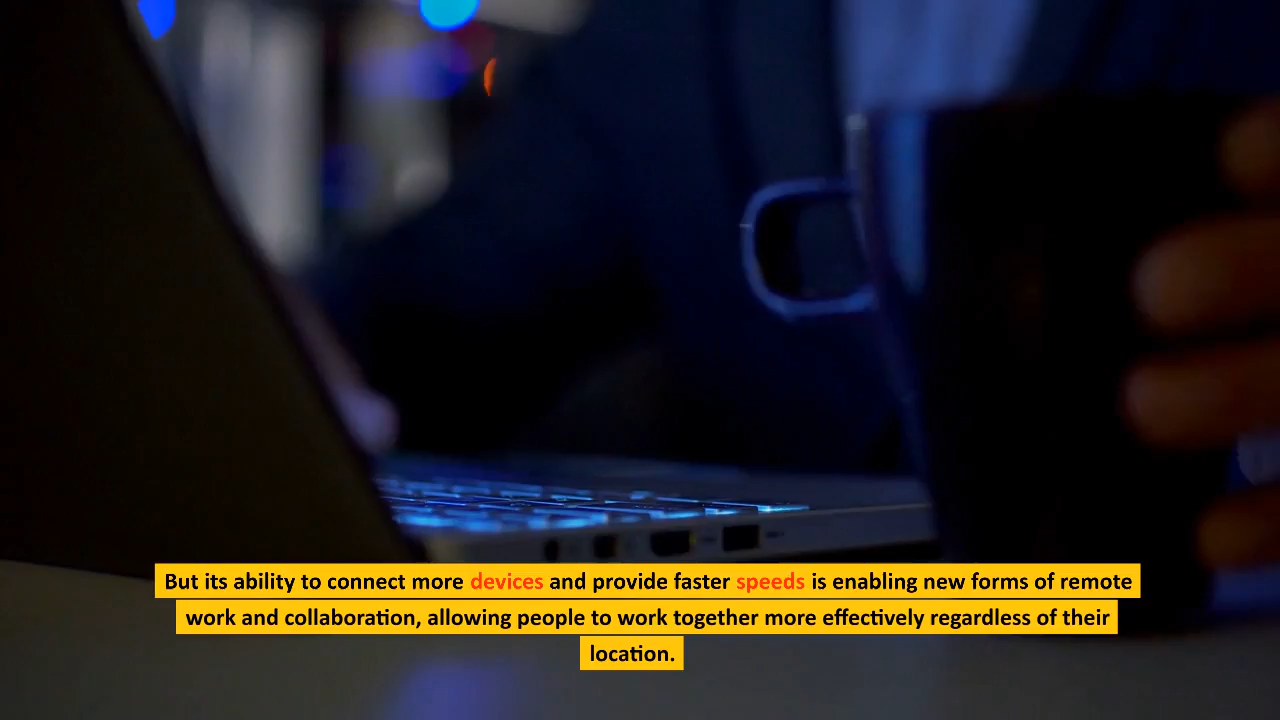 But its ability to connect more devices and provide faster speeds is enabling new forms of remote
work and collaboration, allowing people to work together more effectively regardless of their
location.